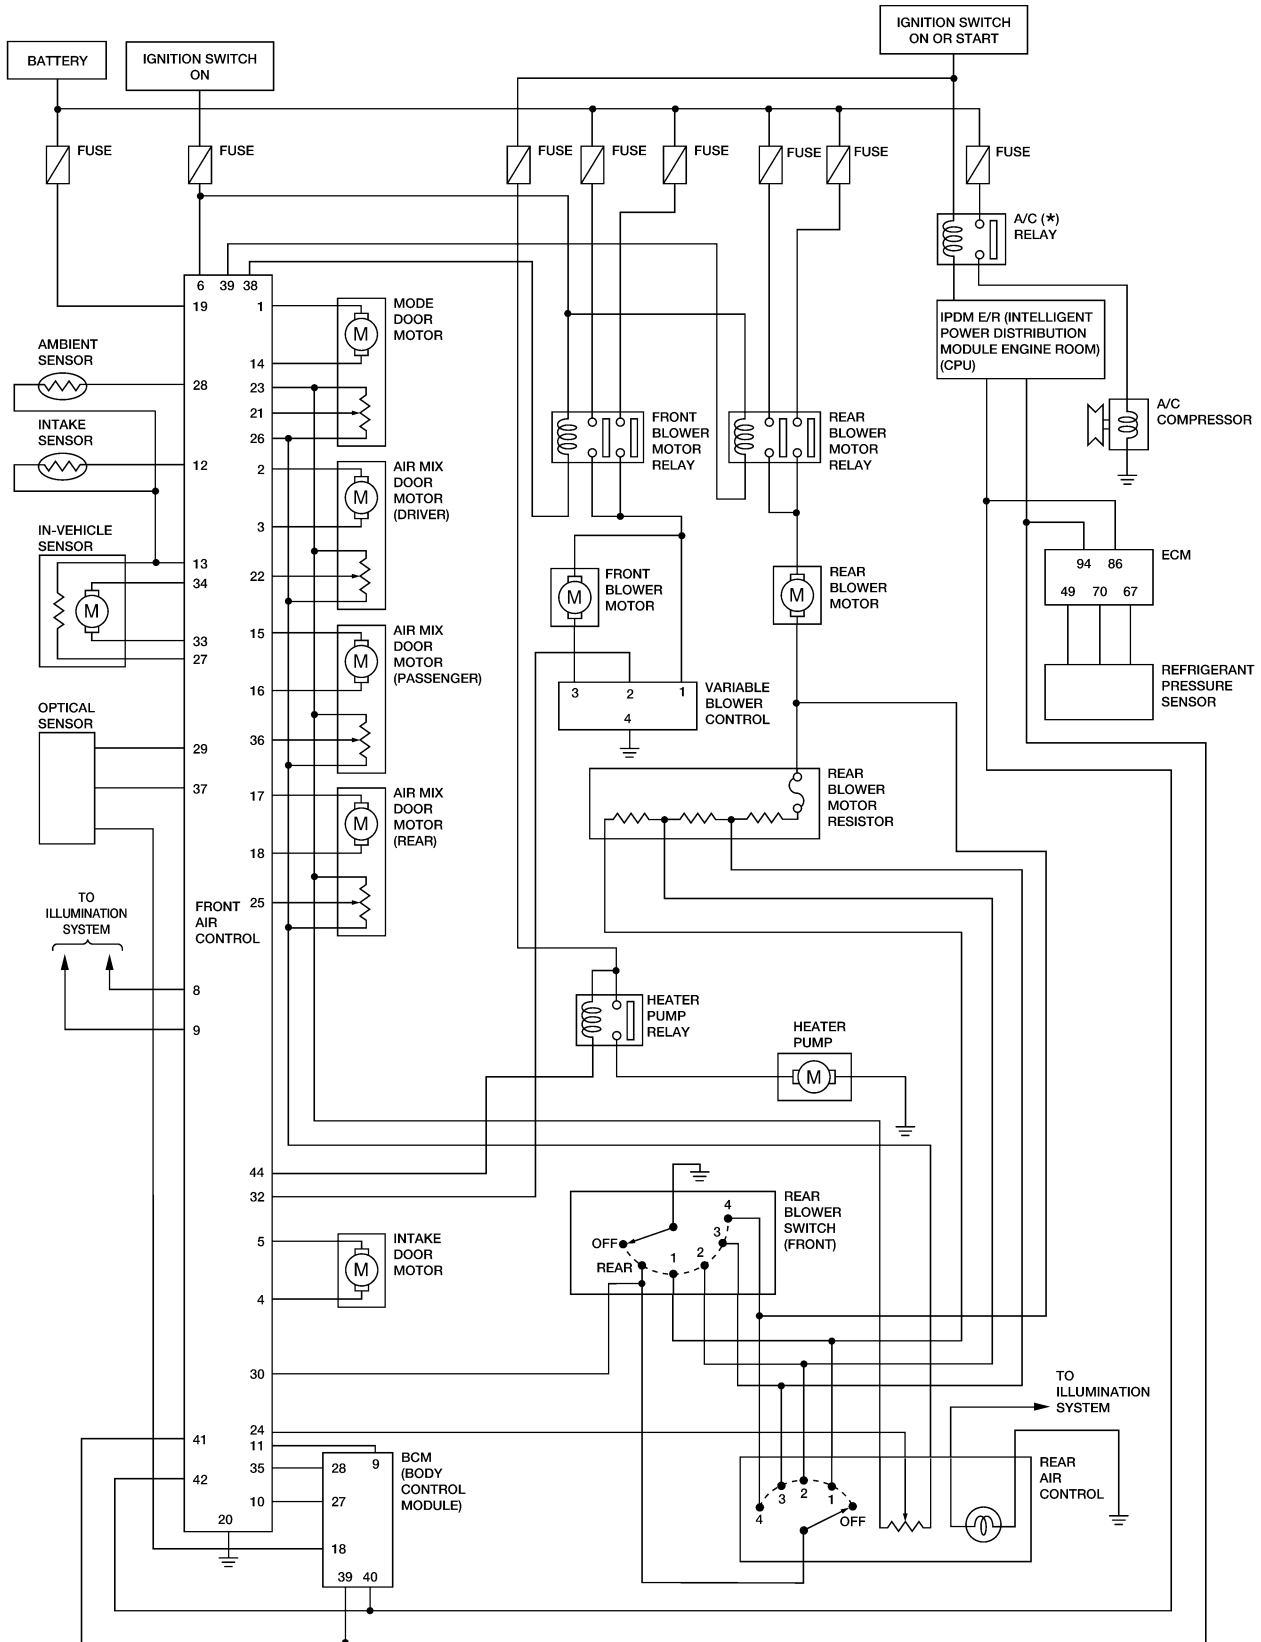 IGNITION SWITCH
ON OR START
BATTERY
IGNITION SWITCH
ON
FUSE
FUSE
FUSE
FUSE
FUSE
FUSE
FUSE
FUSE
A/C (*)
RELAY
6 39 38
19
1
MODE
DOOR
MOTOR
M
14
IPDM E/R (INTELLIGENT
POWER DISTRIBUTION
MODULE ENGINE ROOM)
(CPU)
AMBIENT
SENSOR
28
23
21
26
INTAKE
SENSOR
12
FRONT
BLOWER
MOTOR
RELAY
REAR
BLOWER
MOTOR
RELAY
A/C
COMPRESSOR
2
AIR MIX
DOOR
MOTOR
(DRIVER)
M
3
22
IN-VEHICLE
SENSOR
M
13
34
33
27
FRONT
BLOWER
MOTOR
M
REAR
BLOWER
MOTOR
M
ECM
94 86
49 70 67
REFRIGERANT
PRESSURE
SENSOR
15
AIR MIX
DOOR
MOTOR
(PASSENGER)
M
16
36
3 2 1
4
VARIABLE
BLOWER
CONTROL
OPTICAL
SENSOR
29
37
17
AIR MIX
DOOR
MOTOR
(REAR)
M
18
25
REAR
BLOWER
MOTOR
RESISTOR
TO
ILLUMINATION
SYSTEM
FRONT
AIR
CONTROL
8
9
HEATER
PUMP
RELAY
HEATER
PUMP
M
44
32
5
INTAKE
DOOR
MOTOR
M
4
REAR
BLOWER
SWITCH
(FRONT)
4
3
OFF
1
2
REAR
30
TO
ILLUMINATION
SYSTEM
24
11
41
35
42
10
20
BCM
(BODY
CONTROL
MODULE)
9
28
27
18
39 40
REAR
AIR
CONTROL
3 2 1
4
OFF